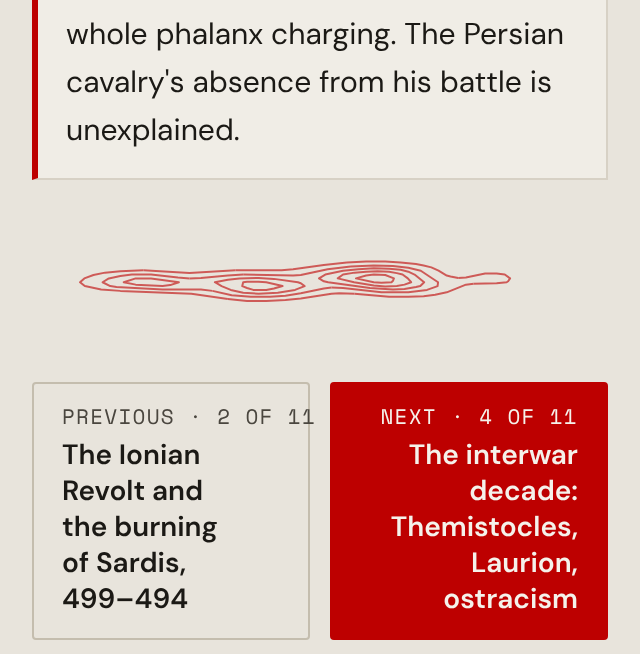 whole phalanx charging. The Persian
cavalry's absence from his battle is
unexplained.
PREVIOUS · 2 OF 11
The Ionian
Revolt and
the burning
of Sardis,
499–494
NEXT · 4 OF 11
The interwar
decade:
Themistocles,
Laurion,
ostracism